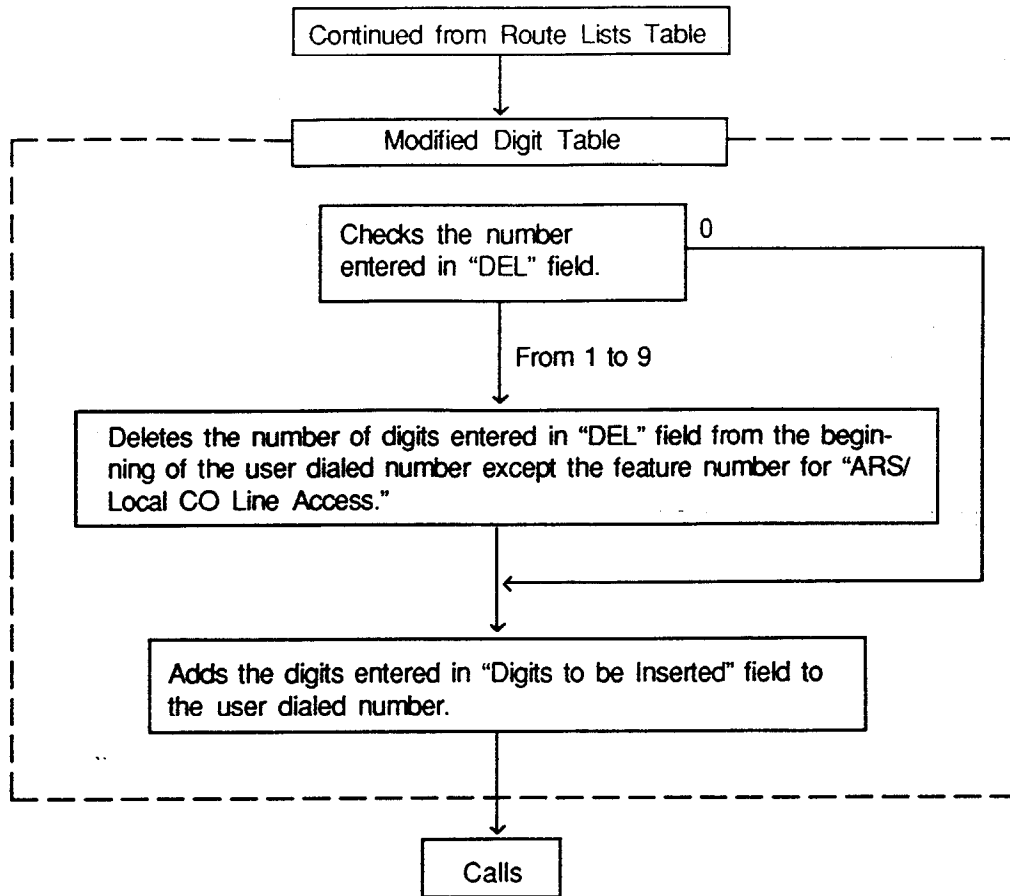 Continued from Route Lists Table
Modified Digit Table
Checks the number
entered in “DEL” field.
0
From 1 to 9
Deletes the number of digits entered in “DEL” field from the begin-
ning of the user dialed number except the feature number for “ARS/
Local CO Line Access.”
Adds the digits entered in “Digits to be Inserted” field to
the user dialed number.
Calls